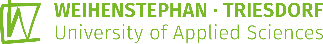 WEIHENSTEPHAN · TRIESDORF
University of Applied Sciences